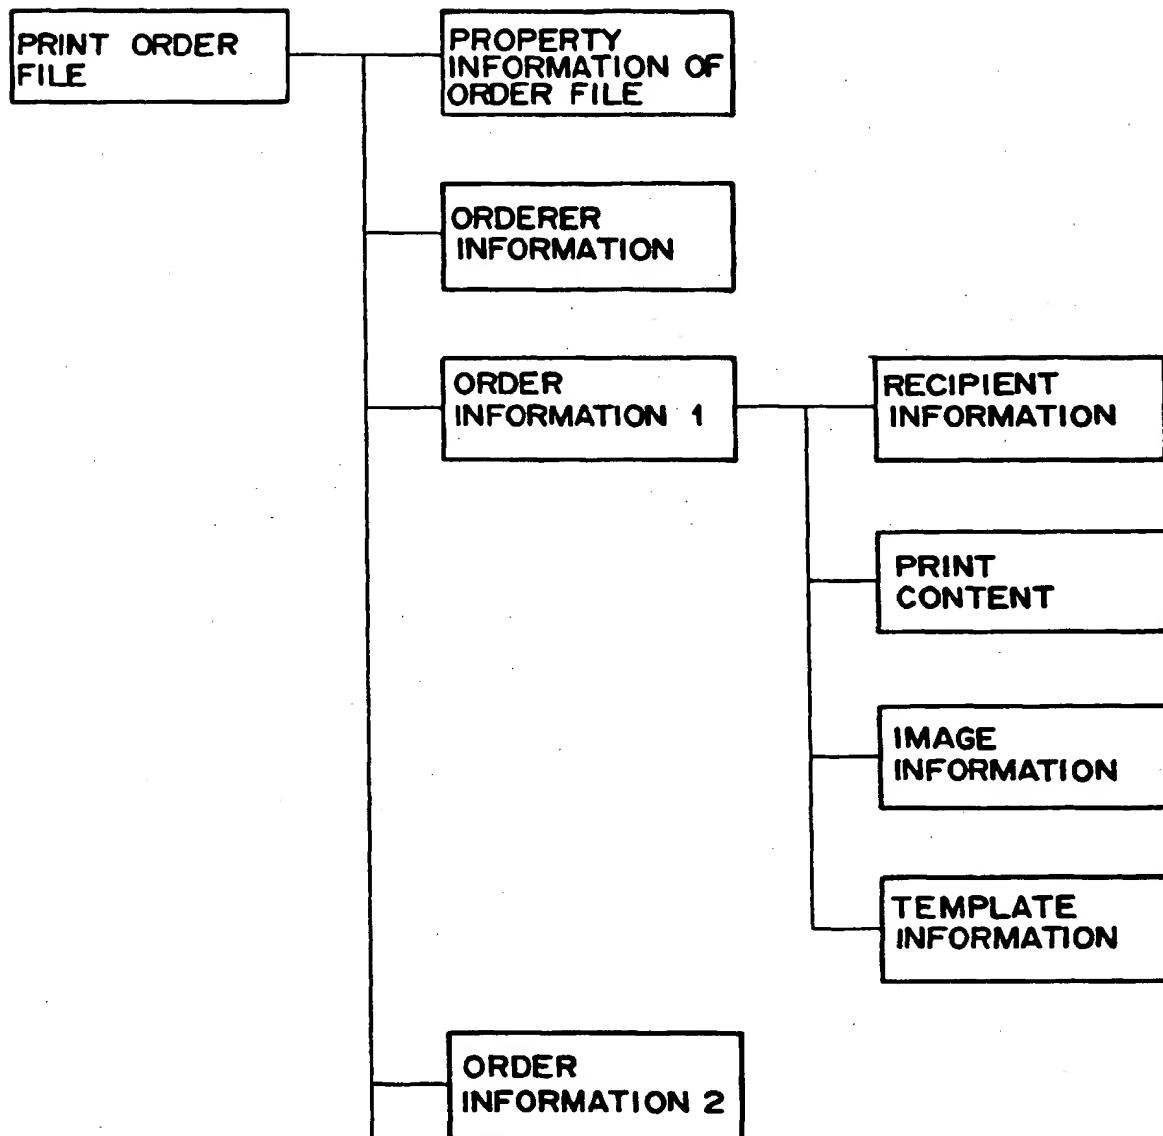 PRINT ORDER
FILE
PROPERTY
INFORMATION OF
ORDER FILE
ORDERER
INFORMATION
ORDER
INFORMATION 1
RECIPIENT
INFORMATION
PRINT
CONTENT
IMAGE
INFORMATION
TEMPLATE
INFORMATION
ORDER
INFORMATION 2